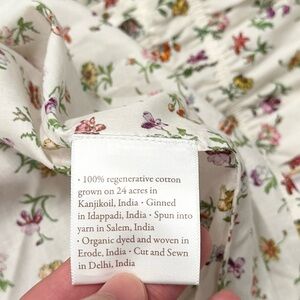 • 100% regenerative cotton
grown on 24 acres in
Kanjikoil, India • Ginned
in Idappadi, India • Spun into
yarn in Salem, India
• Organic dyed and woven in
Erode, India • Cut and Sewn
in Delhi, India